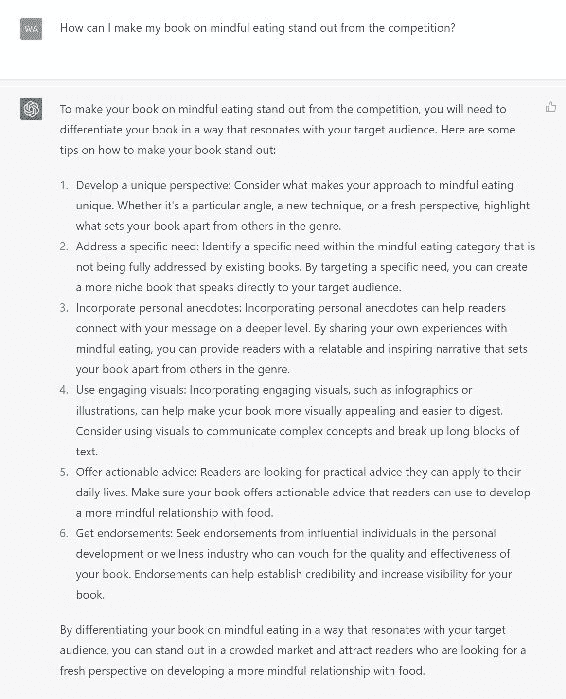 WA
How can I make my book on mindful eating stand out from the competition?
To make your book on mindful eating stand out from the competition, you will need to
differentiate your book in a way that resonates with your target audience. Here are some
tips on how to make your book stand out:
1. Develop a unique perspective: Consider what makes your approach to mindful eating
unique. Whether it's a particular angle, a new technique, or a fresh perspective, highlight
what sets your book apart from others in the genre.
2. Address a specific need: Identify a specific need within the mindful eating category that is
not being fully addressed by existing books. By targeting a specific need, you can create
a more niche book that speaks directly to your target audience.
3. Incorporate personal anecdotes: Incorporating personal anecdotes can help readers
connect with your message on a deeper level. By sharing your own experiences with
mindful eating, you can provide readers with a relatable and inspiring narrative that sets
your book apart from others in the genre.
4. Use engaging visuals: Incorporating engaging visuals, such as infographics or
illustrations, can help make your book more visually appealing and easier to digest.
Consider using visuals to communicate complex concepts and break up long blocks of
text.
5. Offer actionable advice: Readers are looking for practical advice they can apply to their
daily lives. Make sure your book offers actionable advice that readers can use to develop
a more mindful relationship with food.
6. Get endorsements: Seek endorsements from influential individuals in the personal
development or wellness industry who can vouch for the quality and effectiveness of
your book. Endorsements can help establish credibility and increase visibility for your
book.
By differentiating your book on mindful eating in a way that resonates with your target
audience, you can stand out in a crowded market and attract readers who are looking for a
fresh perspective on developing a more mindful relationship with food.